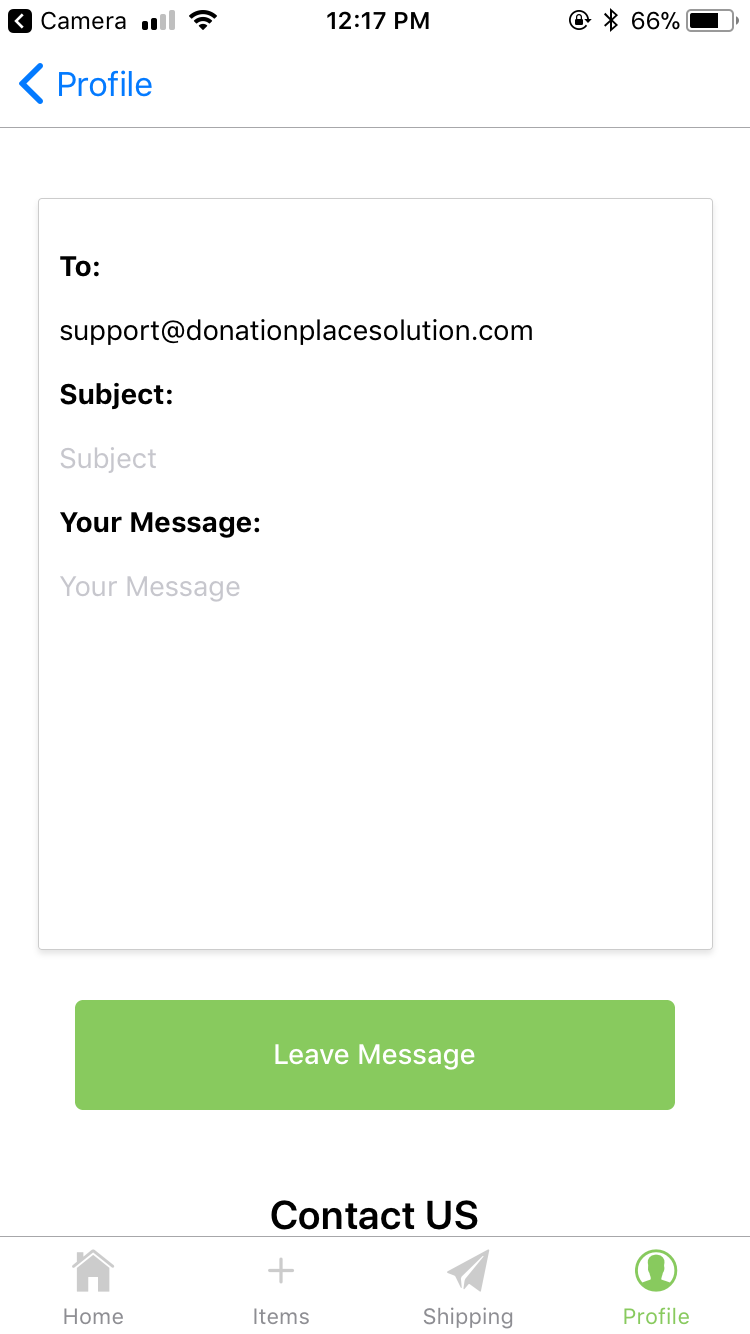 Camera 12:17 PM 66%
Profile
To:
support@donationplacesolution.com
Subject:
Subject
Your Message:
Your Message
Leave Message
Contact US
Home Items Shipping Profile